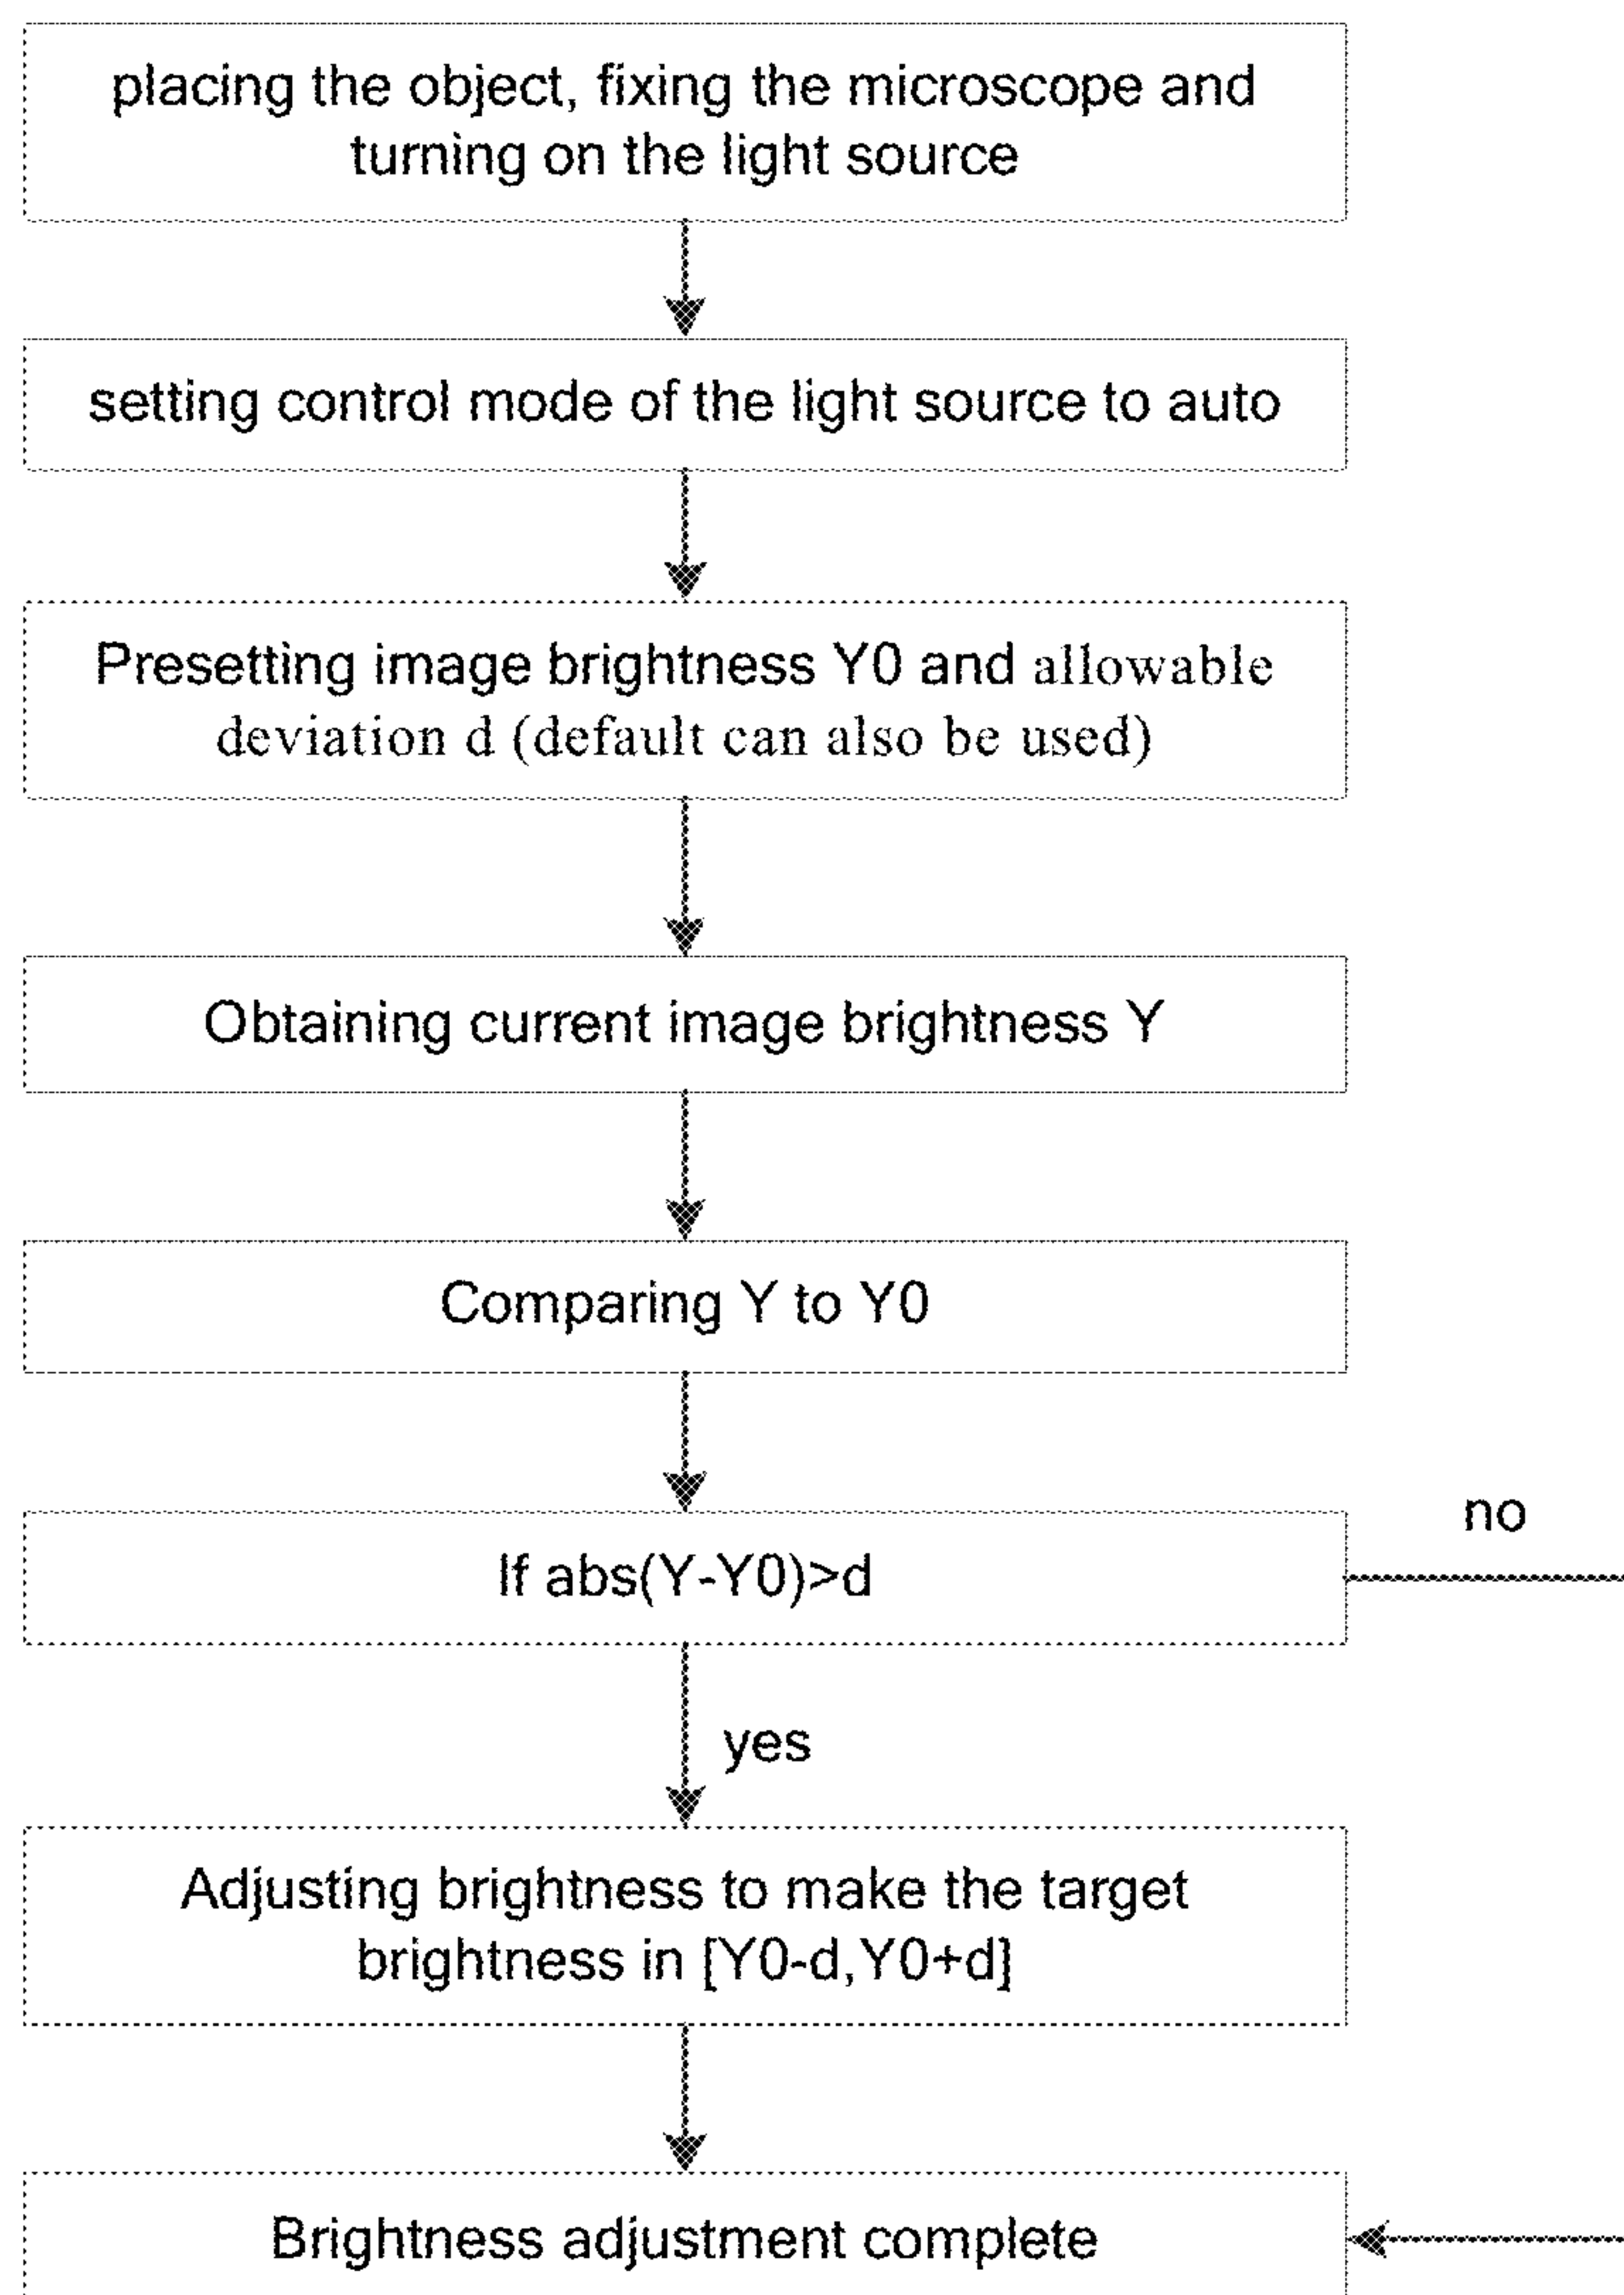 placing the object, fixing the microscope and
turning on the light source
setting control mode of the light source to auto
Presetting image brightness Y0 and allowable
deviation d (default can also be used)
Obtaining current image brightness Y
Comparing Y to Y0
If abs(Y-Y0)>d
no
yes
Adjusting brightness to make the target
brightness in [Y0-d,Y0+d]
Brightness adjustment complete